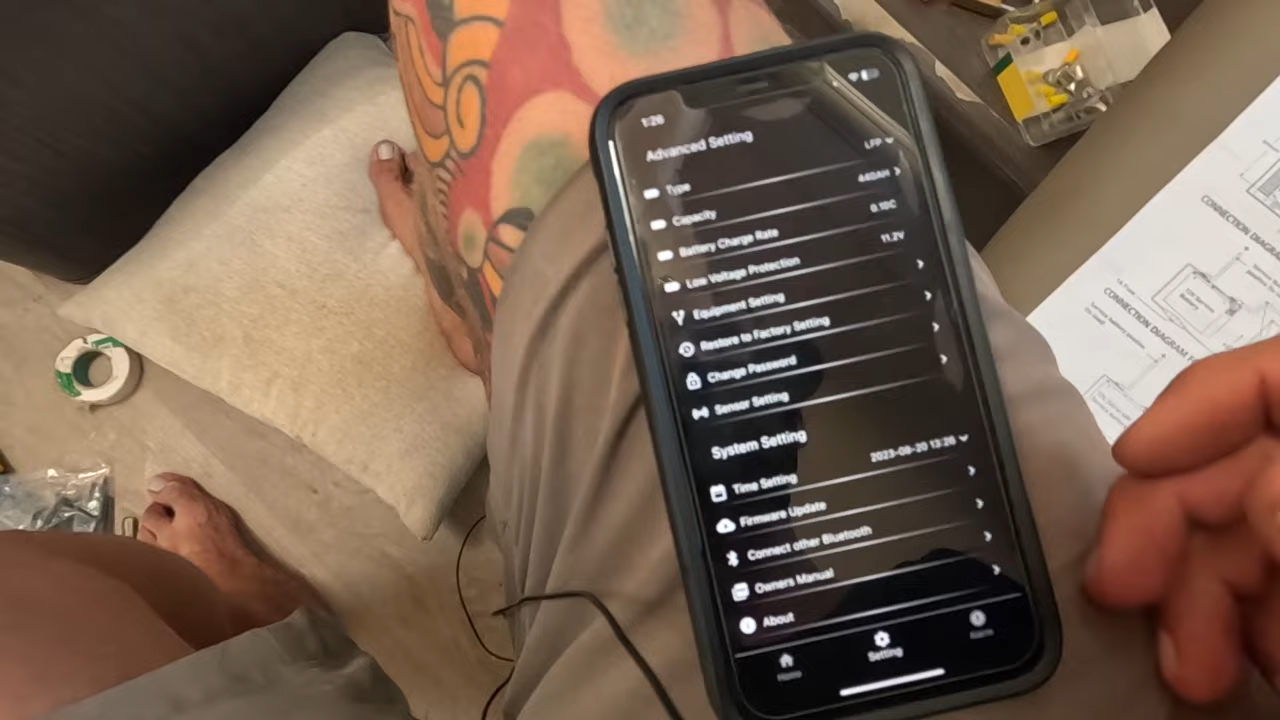 1:26
Advanced Setting
Type LFP
Capacity 440AH
Battery Charge Rate 0.10C
Low Voltage Protection 11.2V
Equipment Setting
Restore to Factory Setting
Change Password
Sensor Setting
System Setting
Time Setting 2023-09-20 13:26
Firmware Update
Connect other Bluetooth
Owners Manual
About
Home
Setting
Alarm
CONNECTION DIAGRA
CONNECTION DIAGRAM F